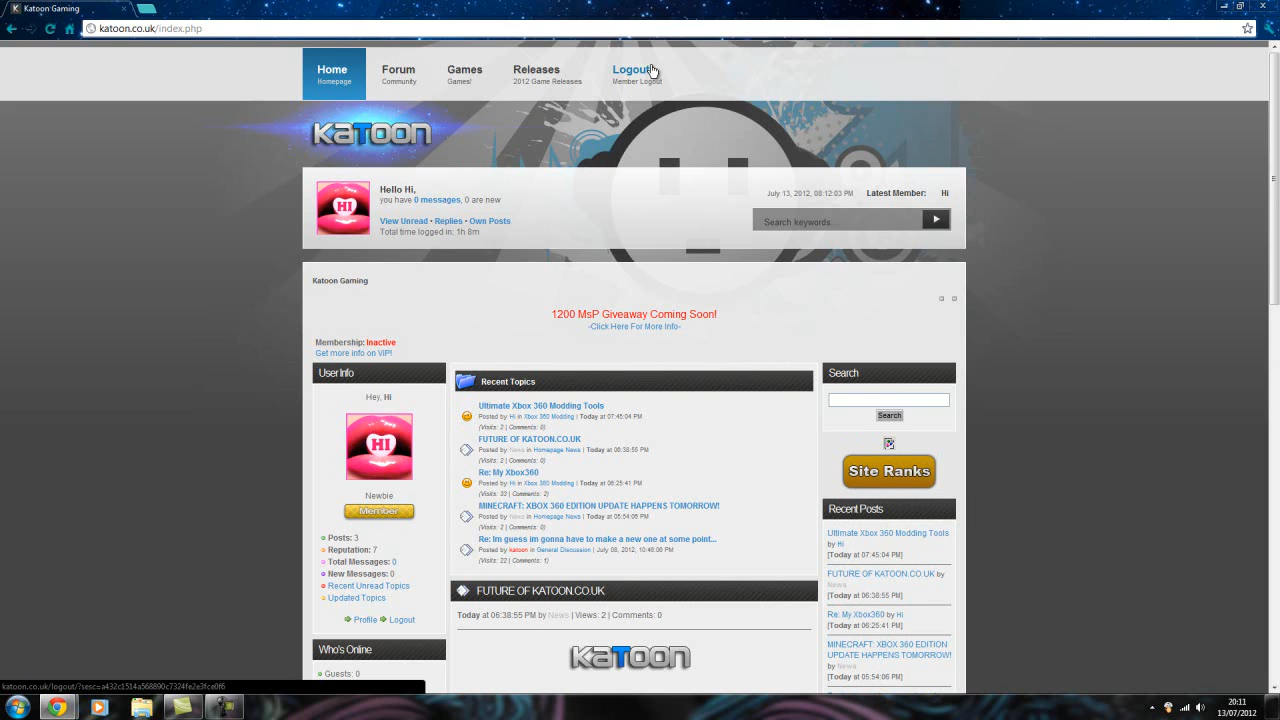 Katoon Gaming
katoon.co.uk/index.php
Home
Homepage
Forum
Community
Games
Games!
Releases
2012 Game Releases
Logout
Member Logout
KaTOON
HI
Hello Hi,
you have 0 messages, 0 are new
View Unread • Replies • Own Posts
Total time logged in: 1h 8m
July 13, 2012, 08:12:03 PM
Latest Member: Hi
Search keywords:
Katoon Gaming
1200 MsP Giveaway Coming Soon!
-Click Here For More Info-
Membership: Inactive
Get more info on ViP!
User Info
Hey, Hi
HI
Newbie
Member
Posts: 3
Reputation: 7
Total Messages: 0
New Messages: 0
Recent Unread Topics
Updated Topics
Profile Logout
Who's Online
Guests: 0
Recent Topics
Ultimate Xbox 360 Modding Tools
Posted by Hi in Xbox 360 Modding | Today at 07:45:04 PM
(Visits: 2 | Comments: 0)
FUTURE OF KATOON.CO.UK
Posted by News in Homepage News | Today at 06:38:55 PM
(Visits: 2 | Comments: 0)
Re: My Xbox360
Posted by Hi in Xbox 360 Modding | Today at 06:25:41 PM
(Visits: 33 | Comments: 2)
MINECRAFT: XBOX 360 EDITION UPDATE HAPPENS TOMORROW!
Posted by News in Homepage News | Today at 05:54:06 PM
(Visits: 2 | Comments: 0)
Re: Im guess im gonna have to make a new one at some point...
Posted by katoon in General Discussion | July 08, 2012, 10:46:06 PM
(Visits: 22 | Comments: 1)
FUTURE OF KATOON.CO.UK
Today at 06:38:55 PM by News | Views: 2 | Comments: 0
KaTOON
Search
Search
Site Ranks
Recent Posts
Ultimate Xbox 360 Modding Tools
by Hi
[Today at 07:45:04 PM]
FUTURE OF KATOON.CO.UK by
News
[Today at 06:38:55 PM]
Re: My Xbox360 by Hi
[Today at 06:25:41 PM]
MINECRAFT: XBOX 360 EDITION
UPDATE HAPPENS TOMORROW!
by News
[Today at 05:54:06 PM]
katoon.co.uk/logout/?sesc=a432c1514a568890c7324fe2e3fce0f6
20:11
13/07/2012